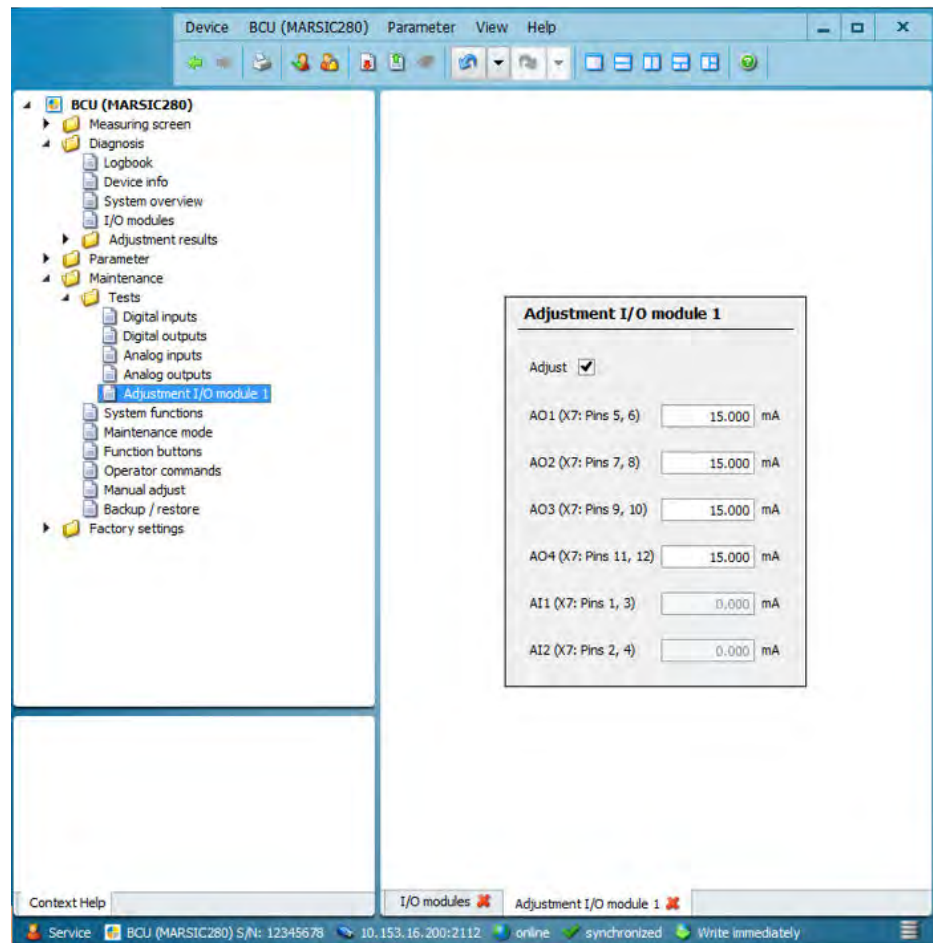 Device BCU (MARSIC280) Parameter View Help
BCU (MARSIC280)
Measuring screen
Diagnosis
Logbook
Device info
System overview
I/O modules
Adjustment results
Parameter
Maintenance
Tests
Digital inputs
Digital outputs
Analog inputs
Analog outputs
Adjustment I/O module 1
System functions
Maintenance mode
Function buttons
Operator commands
Manual adjust
Backup / restore
Factory settings
Adjustment I/O module 1
Adjust
AO1 (X7: Pins 5, 6) 15.000 mA
AO2 (X7: Pins 7, 8) 15.000 mA
AO3 (X7: Pins 9, 10) 15.000 mA
AO4 (X7: Pins 11, 12) 15.000 mA
AI1 (X7: Pins 1, 3) 0.000 mA
AI2 (X7: Pins 2, 4) 0.000 mA
Context Help
I/O modules Adjustment I/O module 1
Service BCU (MARSIC280) S/N: 12345678 10.153.16.200:2112 online synchronized Write immediately